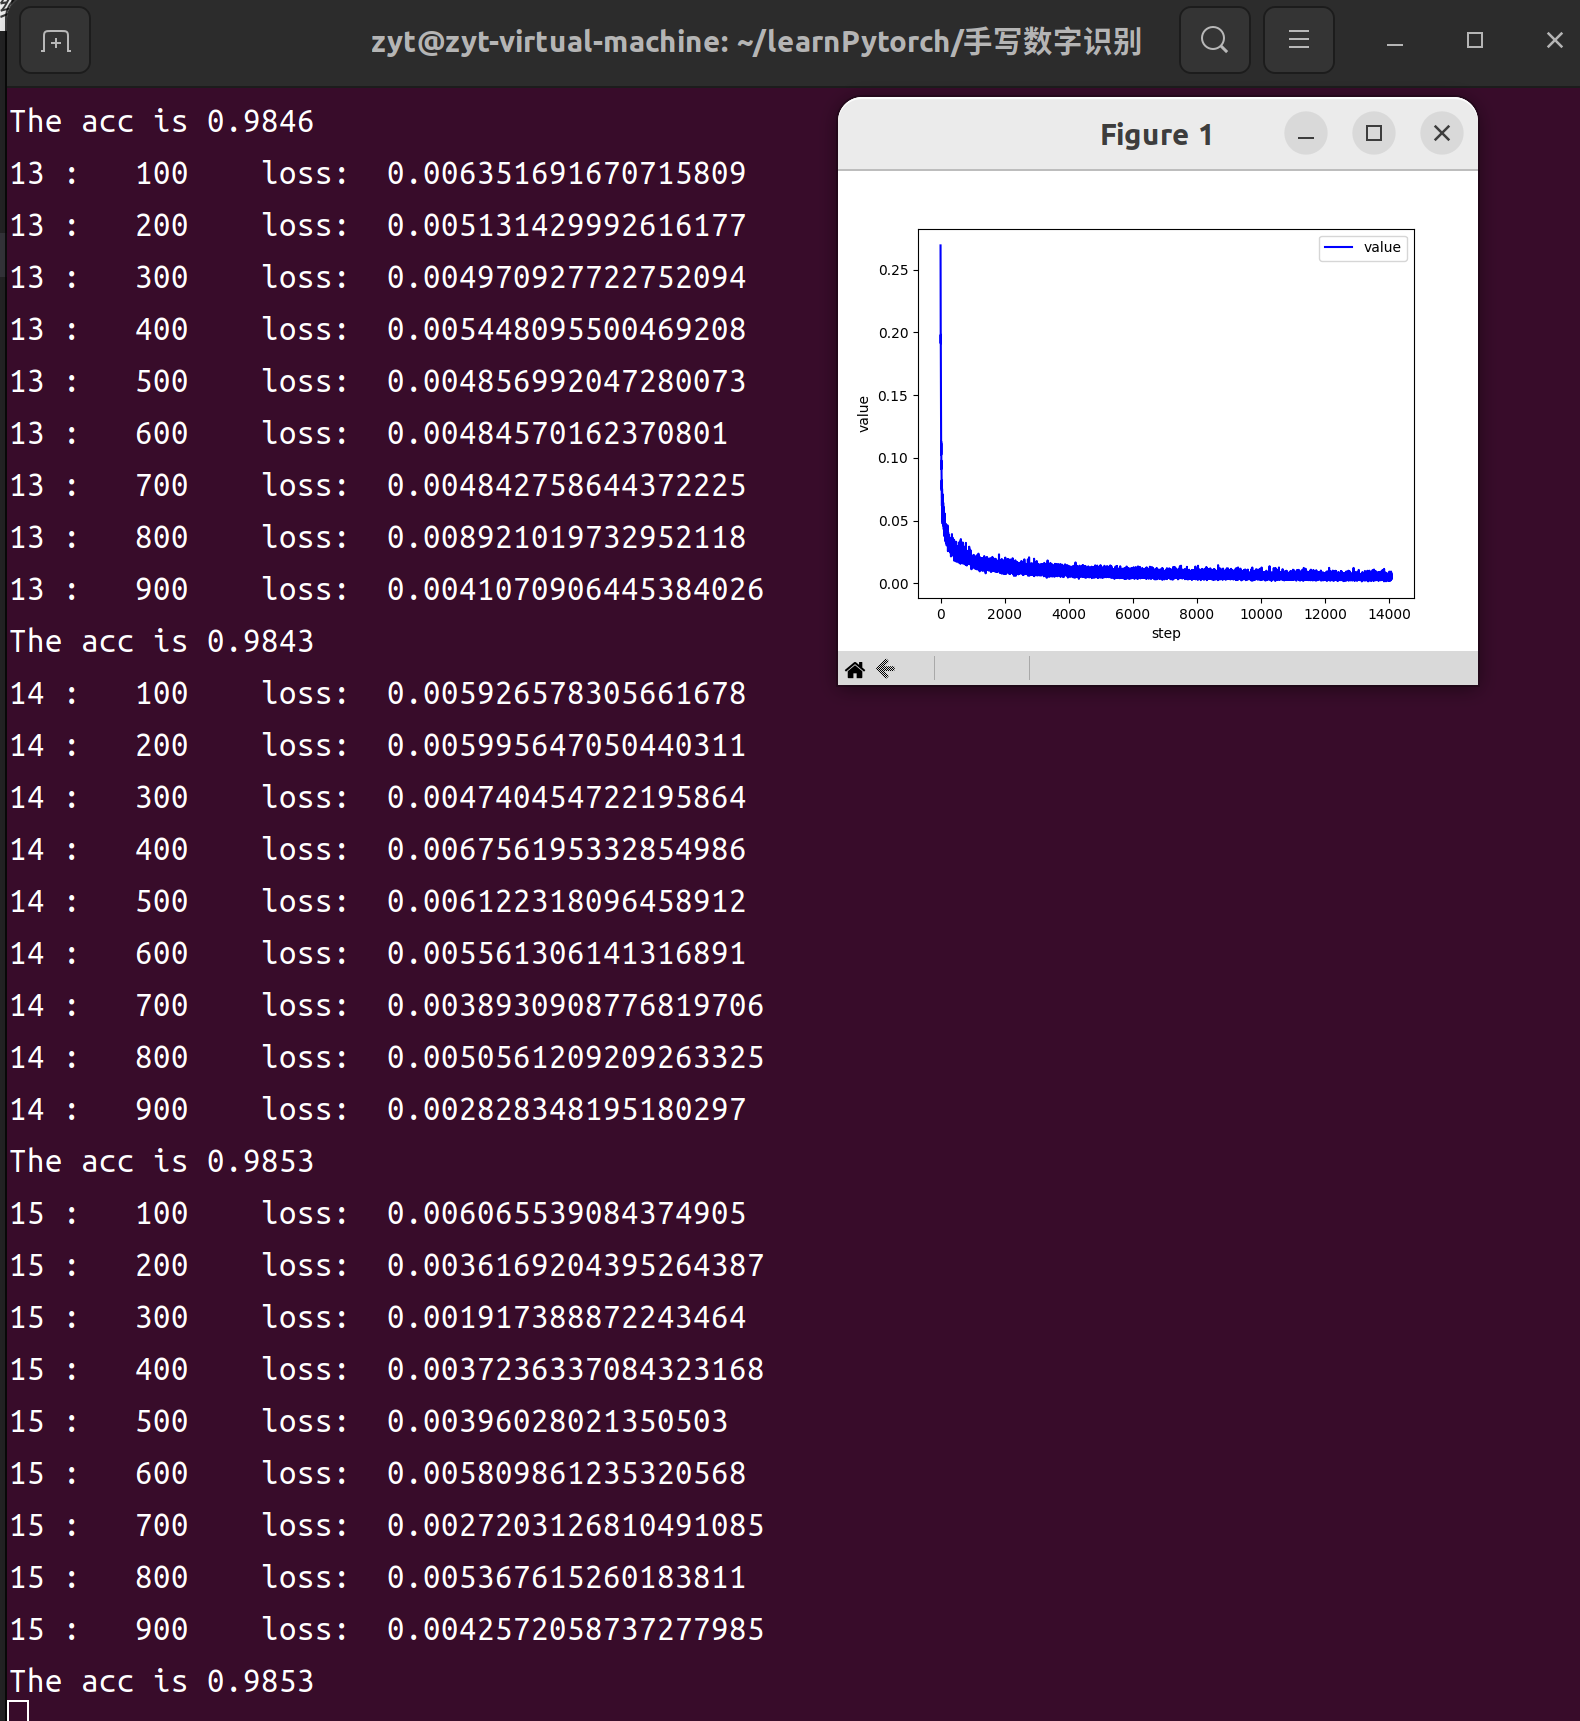 zyt@zyt-virtual-machine: ~/learnPytorch/手写数字识别
The acc is 0.9846
13 : 100 loss: 0.006351691670715809
13 : 200 loss: 0.005131429992616177
13 : 300 loss: 0.004970927722752094
13 : 400 loss: 0.005448095500469208
13 : 500 loss: 0.004856992047280073
13 : 600 loss: 0.00484570162370801
13 : 700 loss: 0.004842758644372225
13 : 800 loss: 0.008921019732952118
13 : 900 loss: 0.0041070906445384026
The acc is 0.9843
14 : 100 loss: 0.005926578305661678
14 : 200 loss: 0.005995647050440311
14 : 300 loss: 0.004740454722195864
14 : 400 loss: 0.006756195332854986
14 : 500 loss: 0.006122318096458912
14 : 600 loss: 0.005561306141316891
14 : 700 loss: 0.0038930908776819706
14 : 800 loss: 0.0050561209209263325
14 : 900 loss: 0.002828348195180297
The acc is 0.9853
15 : 100 loss: 0.006065539084374905
15 : 200 loss: 0.0036169204395264387
15 : 300 loss: 0.001917388872243464
15 : 400 loss: 0.0037236337084323168
15 : 500 loss: 0.00396028021350503
15 : 600 loss: 0.005809861235320568
15 : 700 loss: 0.0027203126810491085
15 : 800 loss: 0.005367615260183811
15 : 900 loss: 0.0042572058737277985
The acc is 0.9853
Figure 1
value
0.25
0.20
0.15
0.10
0.05
0.00
value
0 2000 4000 6000 8000 10000 12000 14000
step